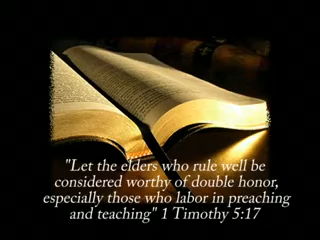 "Let the elders who rule well be
considered worthy of double honor,
especially those who labor in preaching
and teaching" 1 Timothy 5:17